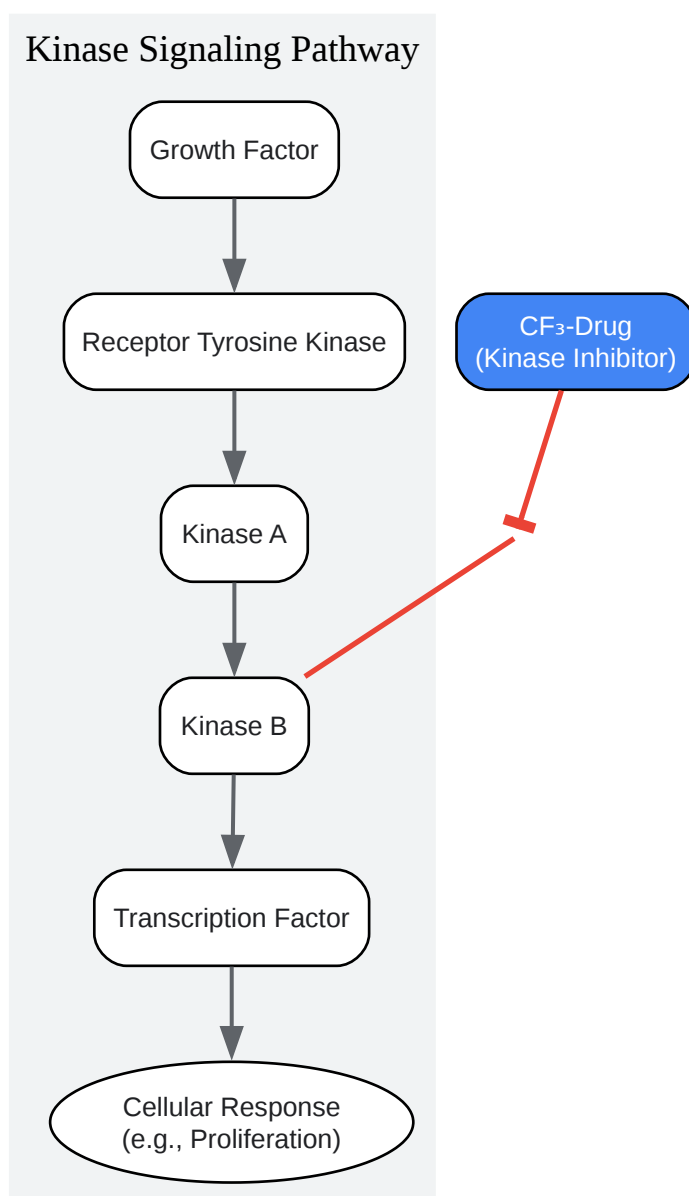 Kinase Signaling Pathway
Growth Factor
Receptor Tyrosine Kinase
CF₃-Drug
(Kinase Inhibitor)
Kinase A
Kinase B
Transcription Factor
Cellular Response
(e.g., Proliferation)